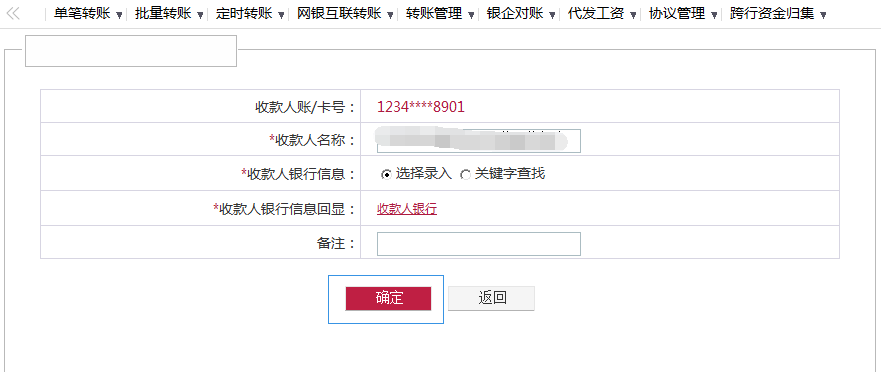 单笔转账 批量转账 定时转账 网银互联转账 转账管理 银企对账 代发工资 协议管理 跨行资金归集
收款人账/卡号： 1234****8901
*收款人名称：
*收款人银行信息： 选择录入 关键字查找
*收款人银行信息回显： 收款人银行
备注：
确定 返回